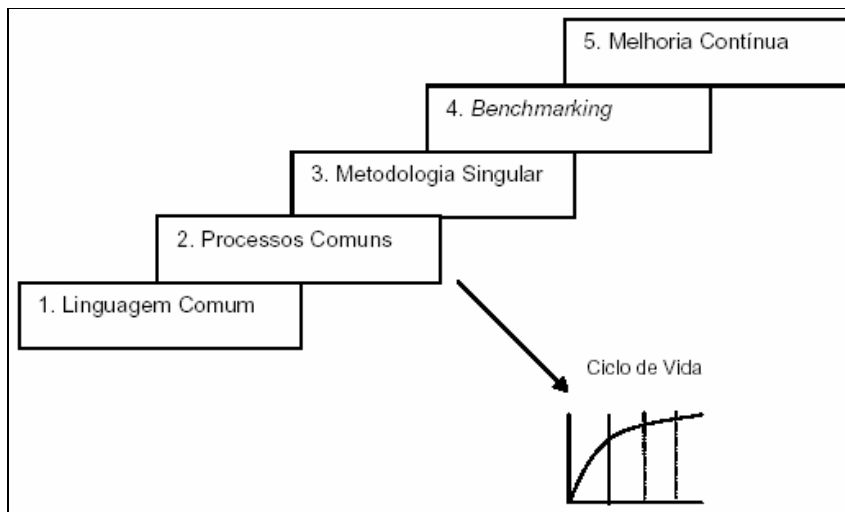 5. Melhoria Contínua
4. Benchmarking
3. Metodologia Singular
2. Processos Comuns
1. Linguagem Comum
Ciclo de Vida